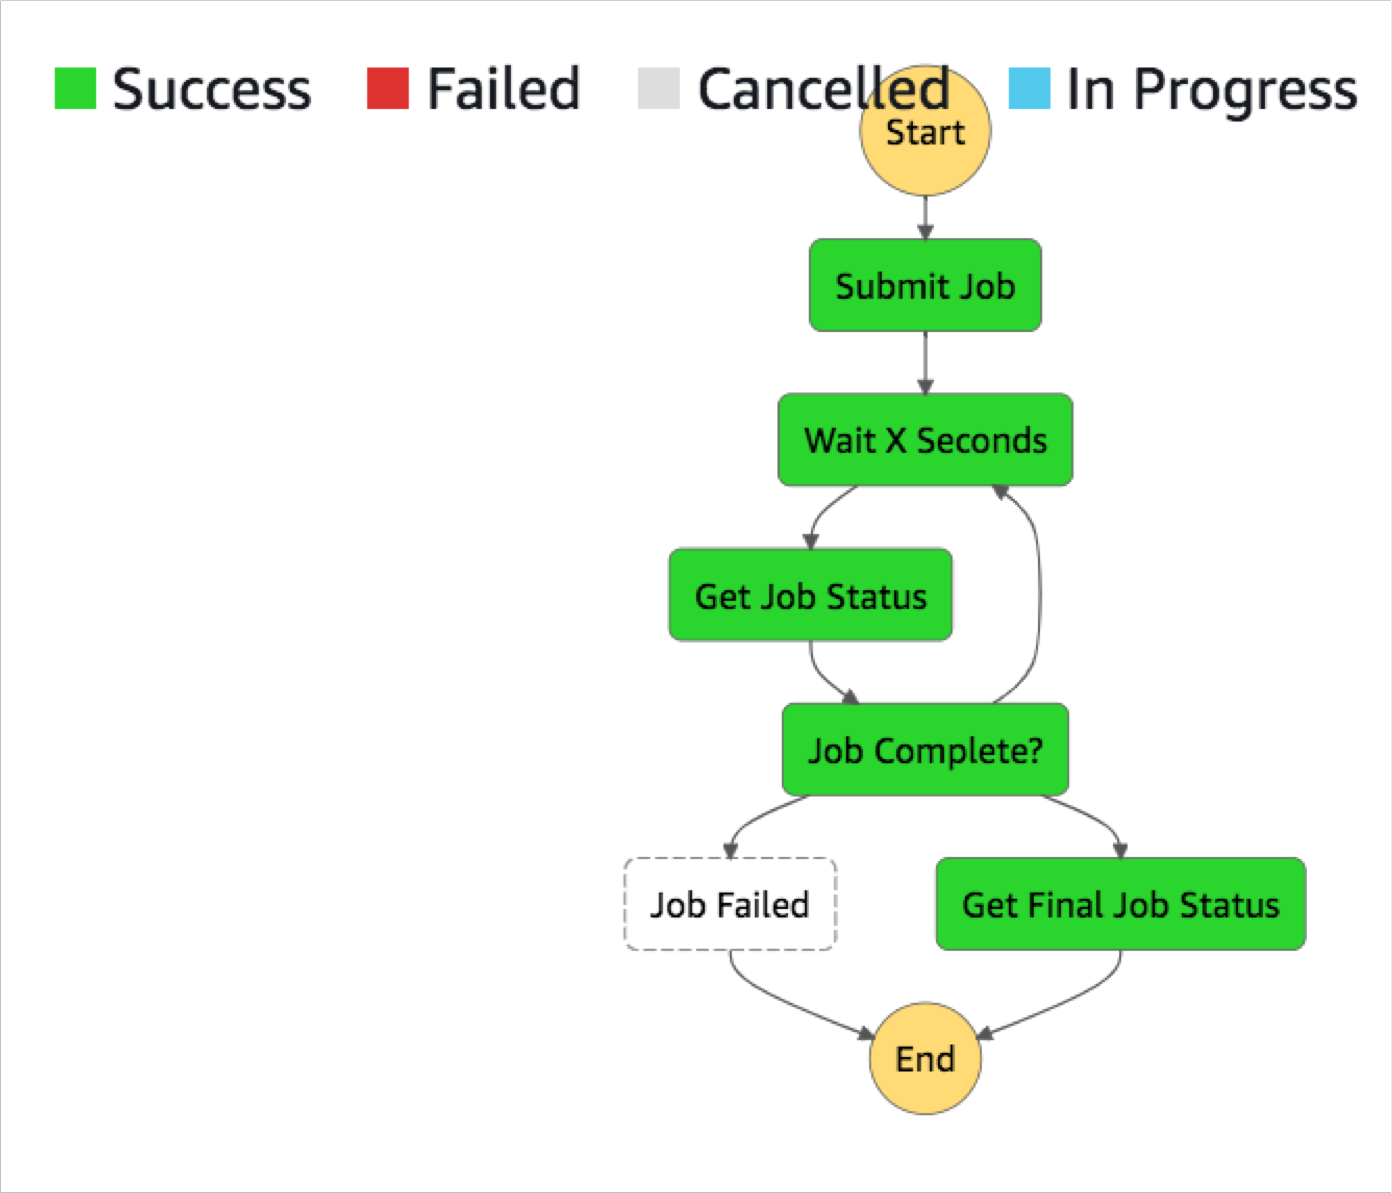 Success Failed Cancelled In Progress
Start
Submit Job
Wait X Seconds
Get Job Status
Job Complete?
Job Failed Get Final Job Status
End